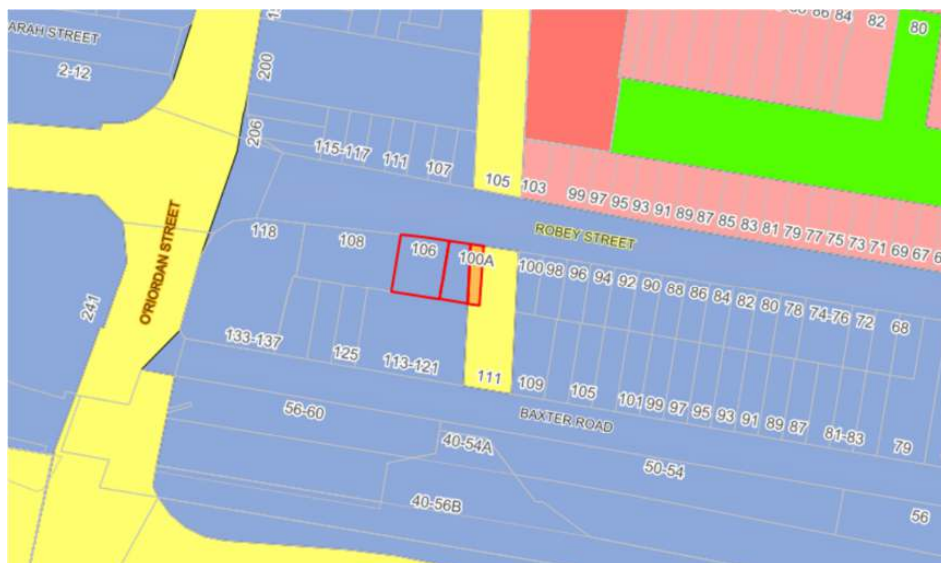 86 84 82 80
ARAH STREET
2-12
200
206
115-117 111 107 105 103
99 97 95 93 91 89 87 85 83 81 79 77 75 73 71 69 67
ROBEY STREET
O'RIORDAN STREET
118 108 106 100A 100 98 96 94 92 90 88 86 84 82 80 78 74-76 72 68
241
133-137 125 113-121 111 109 105 101 99 97 95 93 91 89 87 81-83 79
BAXTER ROAD
56-60
40-54A
50-54
40-56B
56